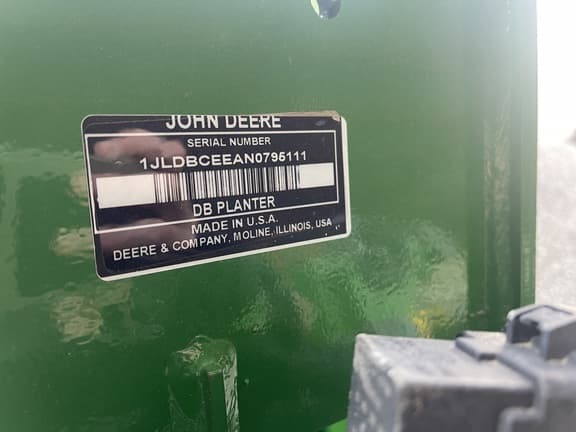 JOHN DEERE
SERIAL NUMBER
1JLDBCEEAN0795111
DB PLANTER
MADE IN U.S.A.
DEERE & COMPANY, MOLINE, ILLINOIS, USA